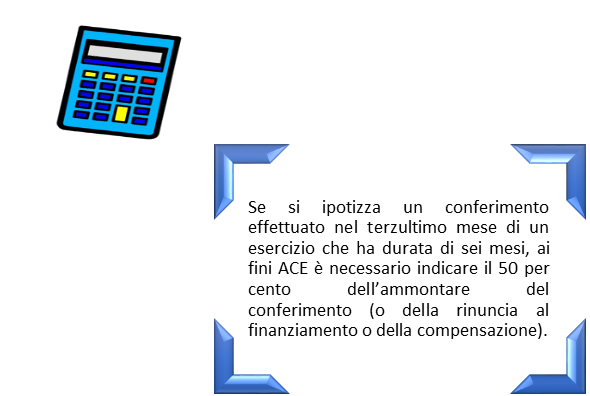 Se si ipotizza un conferimento
effettuato nel terzultimo mese di un
esercizio che ha durata di sei mesi, ai
fini ACE è necessario indicare il 50 per
cento dell’ammontare del
conferimento (o della rinuncia al
finanziamento o della compensazione).